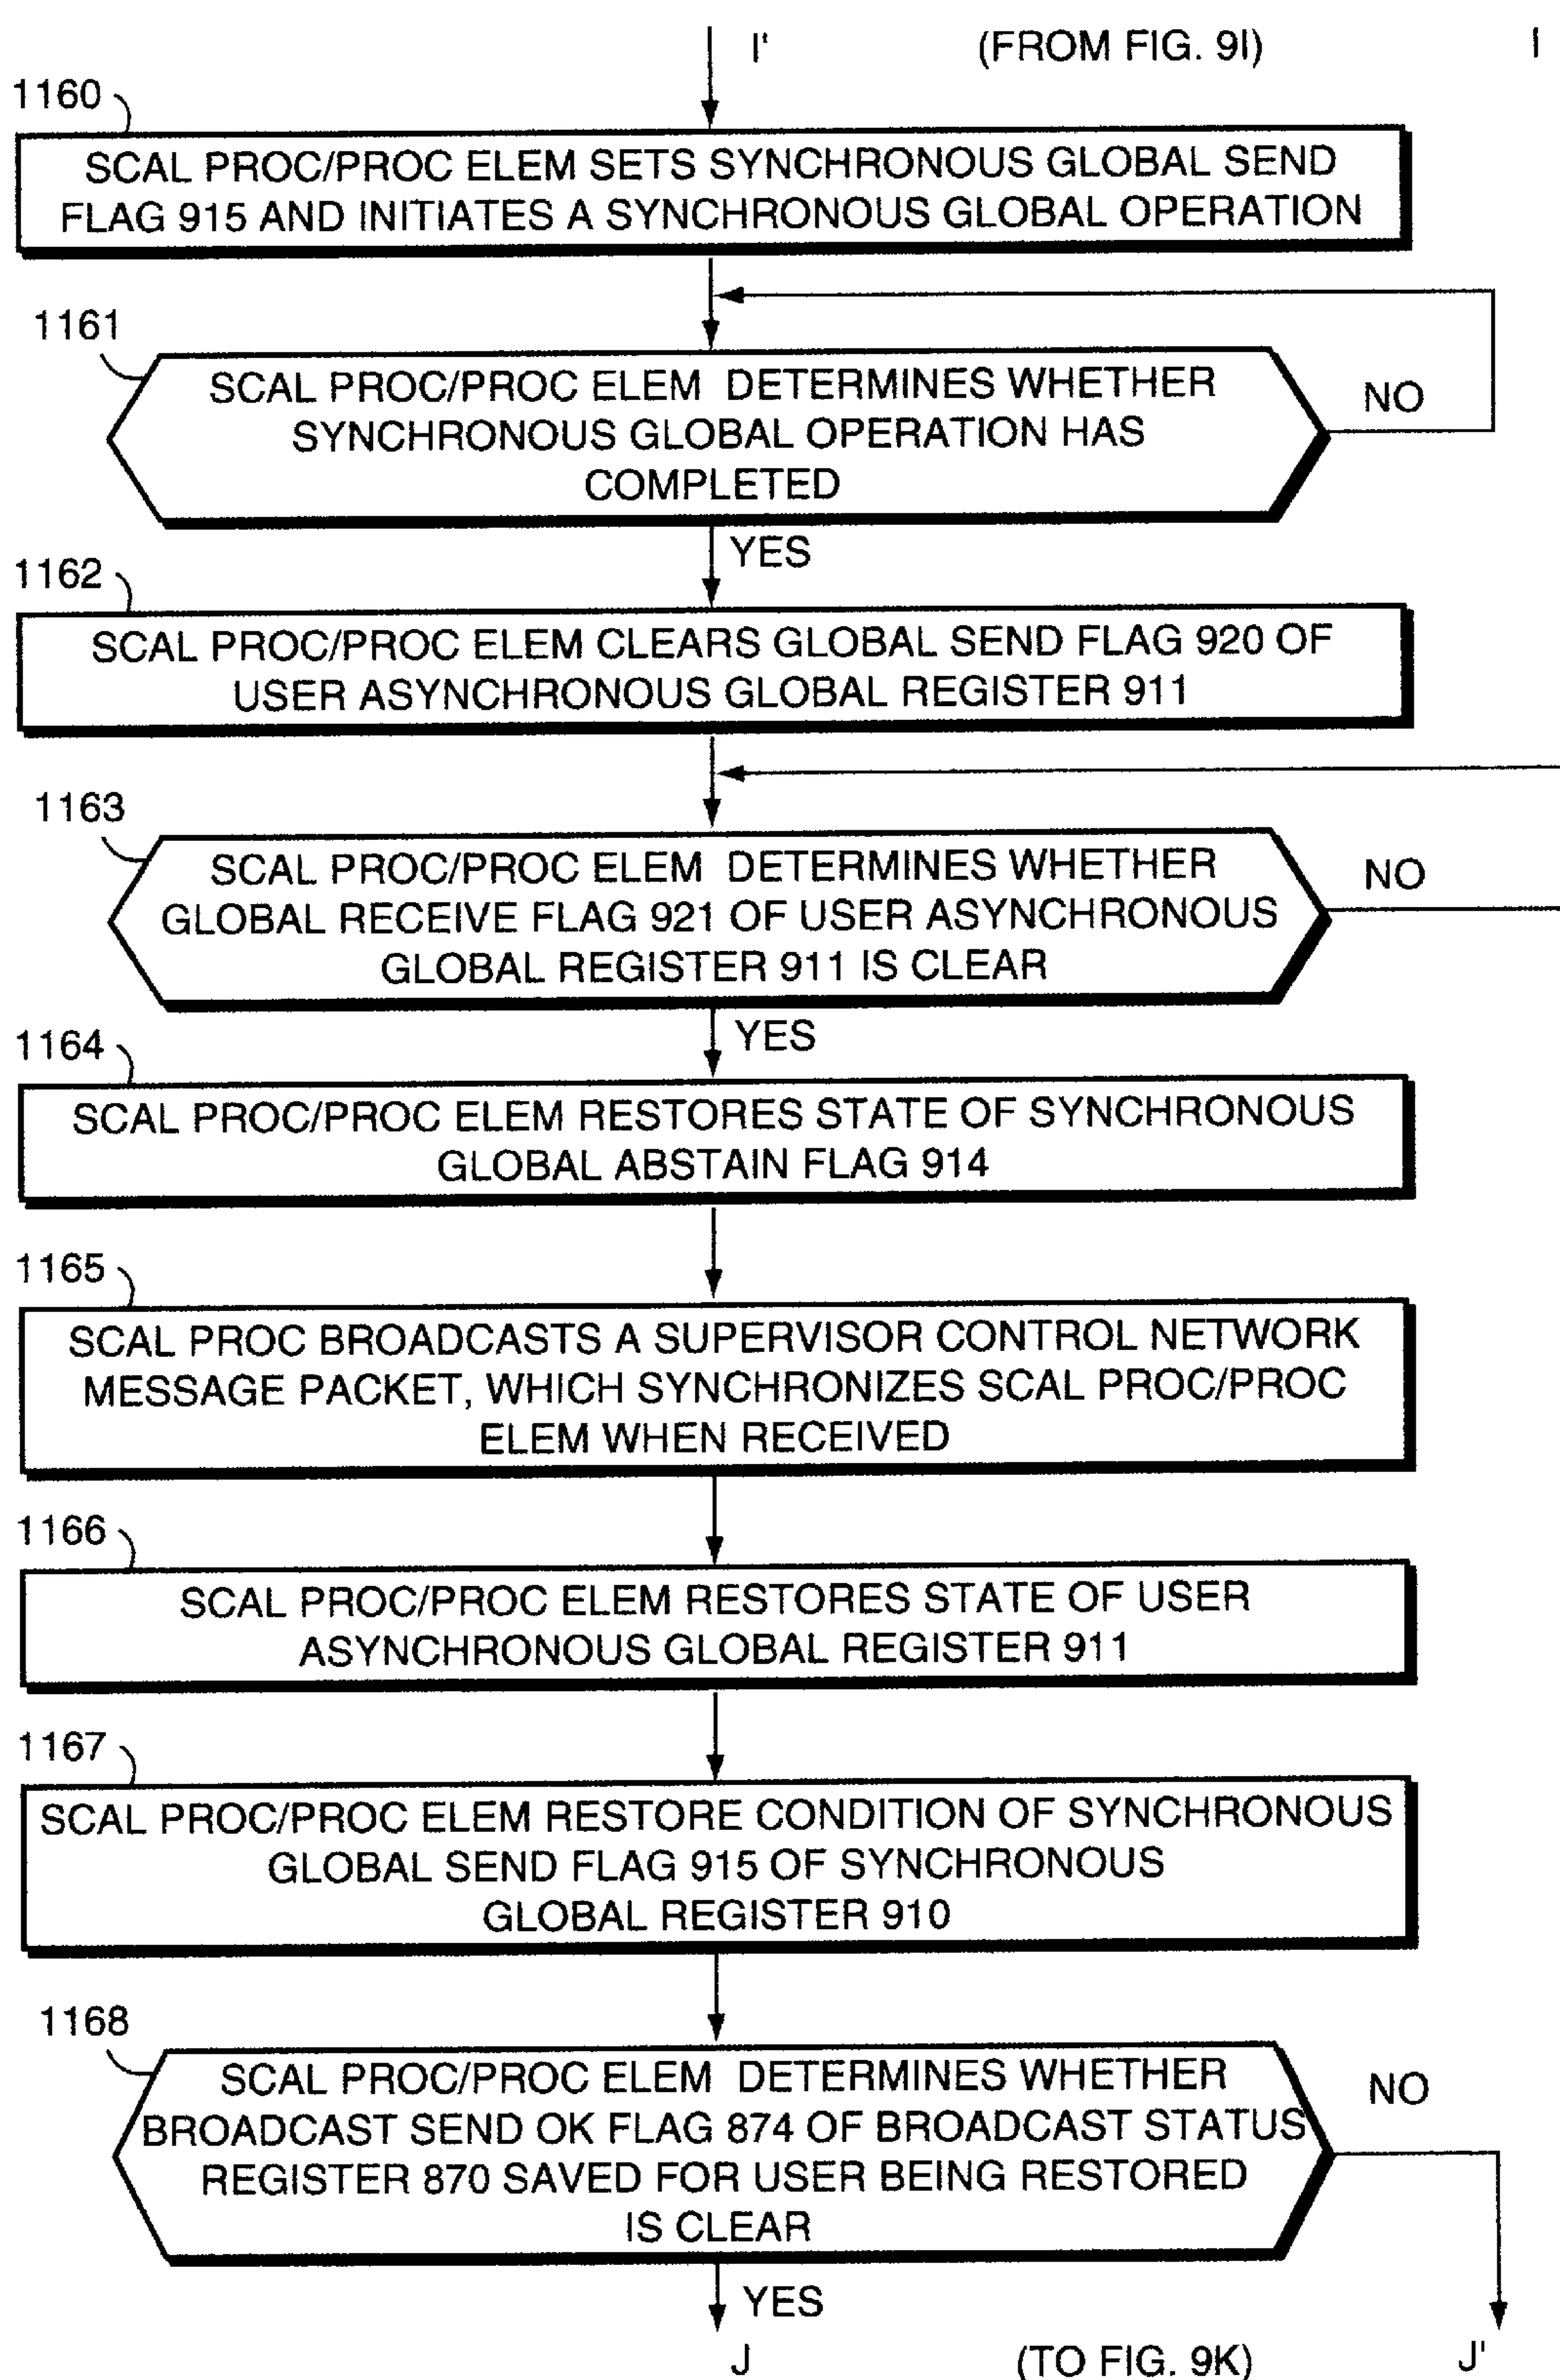 I' (FROM FIG. 9I) I
1160
SCAL PROC/PROC ELEM SETS SYNCHRONOUS GLOBAL SEND
FLAG 915 AND INITIATES A SYNCHRONOUS GLOBAL OPERATION
1161
SCAL PROC/PROC ELEM DETERMINES WHETHER
SYNCHRONOUS GLOBAL OPERATION HAS
COMPLETED
NO
YES
1162
SCAL PROC/PROC ELEM CLEARS GLOBAL SEND FLAG 920 OF
USER ASYNCHRONOUS GLOBAL REGISTER 911
1163
SCAL PROC/PROC ELEM DETERMINES WHETHER
GLOBAL RECEIVE FLAG 921 OF USER ASYNCHRONOUS
GLOBAL REGISTER 911 IS CLEAR
NO
YES
1164
SCAL PROC/PROC ELEM RESTORES STATE OF SYNCHRONOUS
GLOBAL ABSTAIN FLAG 914
1165
SCAL PROC BROADCASTS A SUPERVISOR CONTROL NETWORK
MESSAGE PACKET, WHICH SYNCHRONIZES SCAL PROC/PROC
ELEM WHEN RECEIVED
1166
SCAL PROC/PROC ELEM RESTORES STATE OF USER
ASYNCHRONOUS GLOBAL REGISTER 911
1167
SCAL PROC/PROC ELEM RESTORE CONDITION OF SYNCHRONOUS
GLOBAL SEND FLAG 915 OF SYNCHRONOUS
GLOBAL REGISTER 910
1168
SCAL PROC/PROC ELEM DETERMINES WHETHER
BROADCAST SEND OK FLAG 874 OF BROADCAST STATUS
REGISTER 870 SAVED FOR USER BEING RESTORED
IS CLEAR
NO
YES
J (TO FIG. 9K) J'